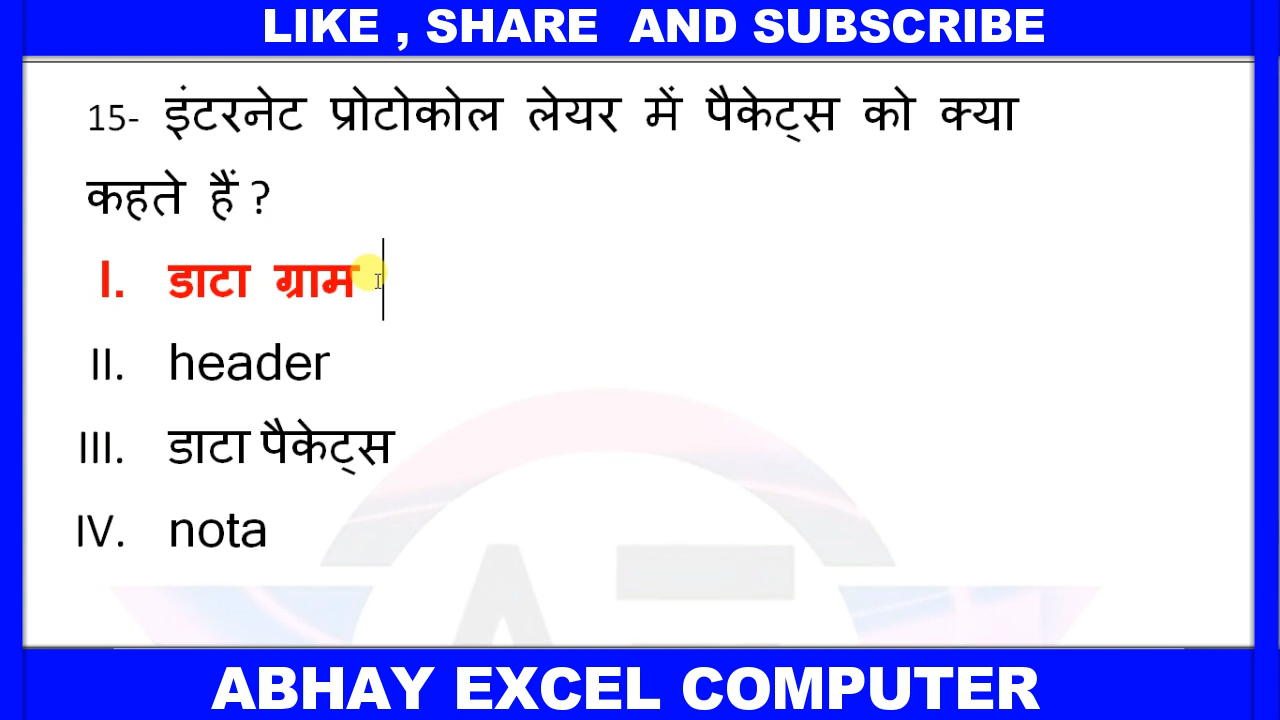 LIKE , SHARE AND SUBSCRIBE
15- इंटरनेट प्रोटोकोल लेयर में पैकेट्स को क्या
कहते हैं ?
I. डाटा ग्राम
II. header
III. डाटा पैकेट्स
IV. nota
ABHAY EXCEL COMPUTER